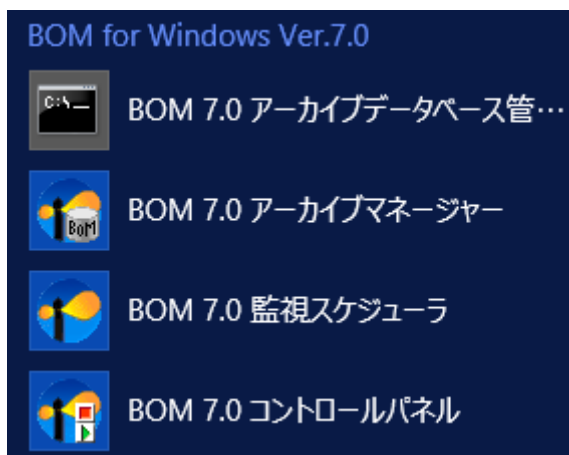 BOM for Windows Ver.7.0
C:\_
BOM 7.0 アーカイブデータベース管…
BoM
BOM 7.0 アーカイブマネージャー
BOM 7.0 監視スケジューラ
BOM 7.0 コントロールパネル